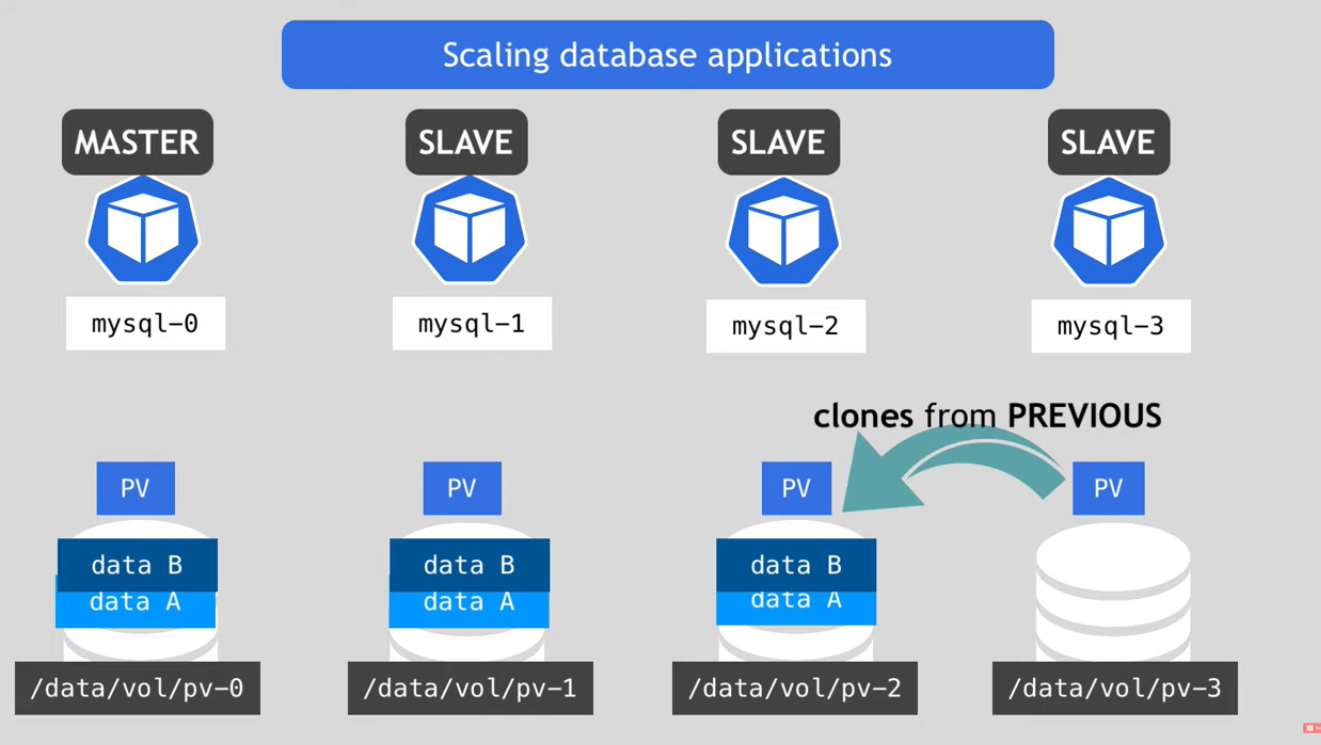 Scaling database applications
MASTER
SLAVE
SLAVE
SLAVE
mysql-0
mysql-1
mysql-2
mysql-3
clones from PREVIOUS
PV
PV
PV
PV
data B
data B
data B
data A
data A
data A
/data/vol/pv-0
/data/vol/pv-1
/data/vol/pv-2
/data/vol/pv-3